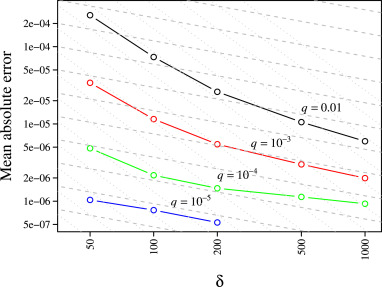 Mean absolute error
2e−04
1e−04
5e−05
2e−05
1e−05
5e−06
2e−06
1e−06
5e−07
q = 0.01
q = 10⁻³
q = 10⁻⁴
q = 10⁻⁵
50
100
200
500
1000
δ